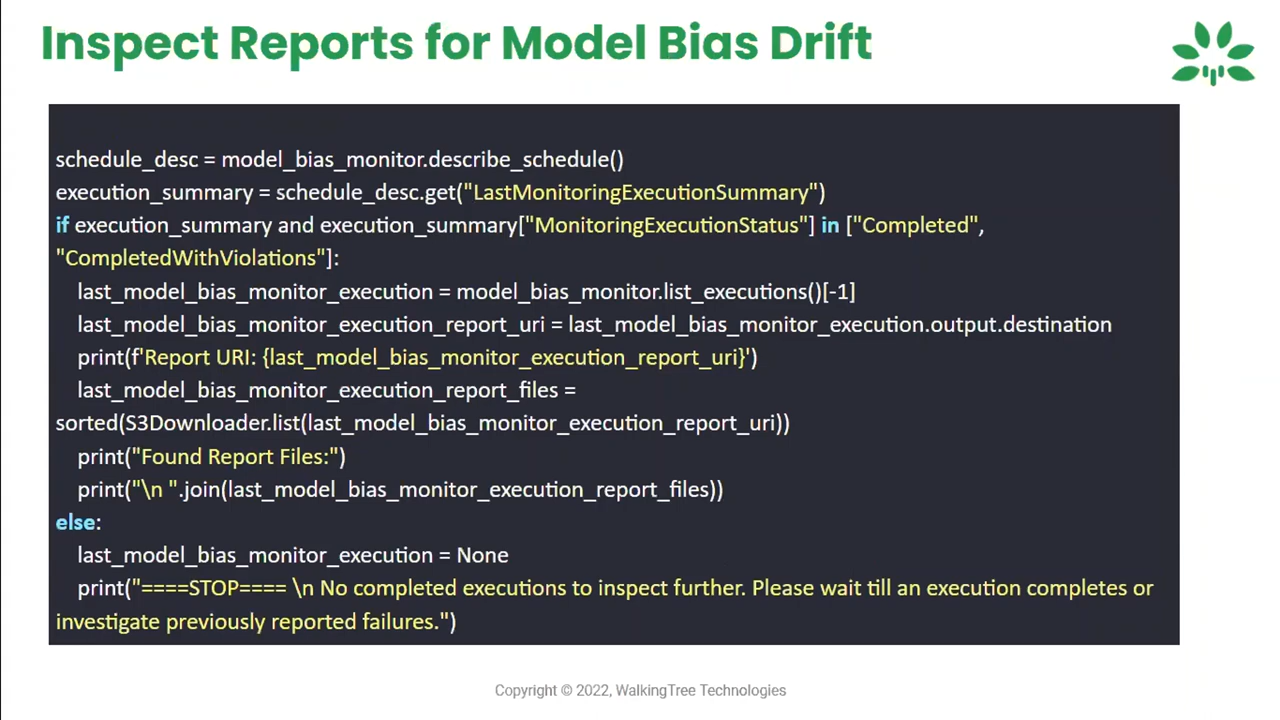 Inspect Reports for Model Bias Drift
schedule_desc = model_bias_monitor.describe_schedule()
execution_summary = schedule_desc.get("LastMonitoringExecutionSummary")
if execution_summary and execution_summary["MonitoringExecutionStatus"] in ["Completed",
"CompletedWithViolations"]:
last_model_bias_monitor_execution = model_bias_monitor.list_executions()[-1]
last_model_bias_monitor_execution_report_uri = last_model_bias_monitor_execution.output.destination
print(f'Report URI: {last_model_bias_monitor_execution_report_uri}')
last_model_bias_monitor_execution_report_files =
sorted(S3Downloader.list(last_model_bias_monitor_execution_report_uri))
print("Found Report Files:")
print("\n ".join(last_model_bias_monitor_execution_report_files))
else:
last_model_bias_monitor_execution = None
print("====STOP==== \n No completed executions to inspect further. Please wait till an execution completes or
investigate previously reported failures.")
Copyright © 2022, WalkingTree Technologies